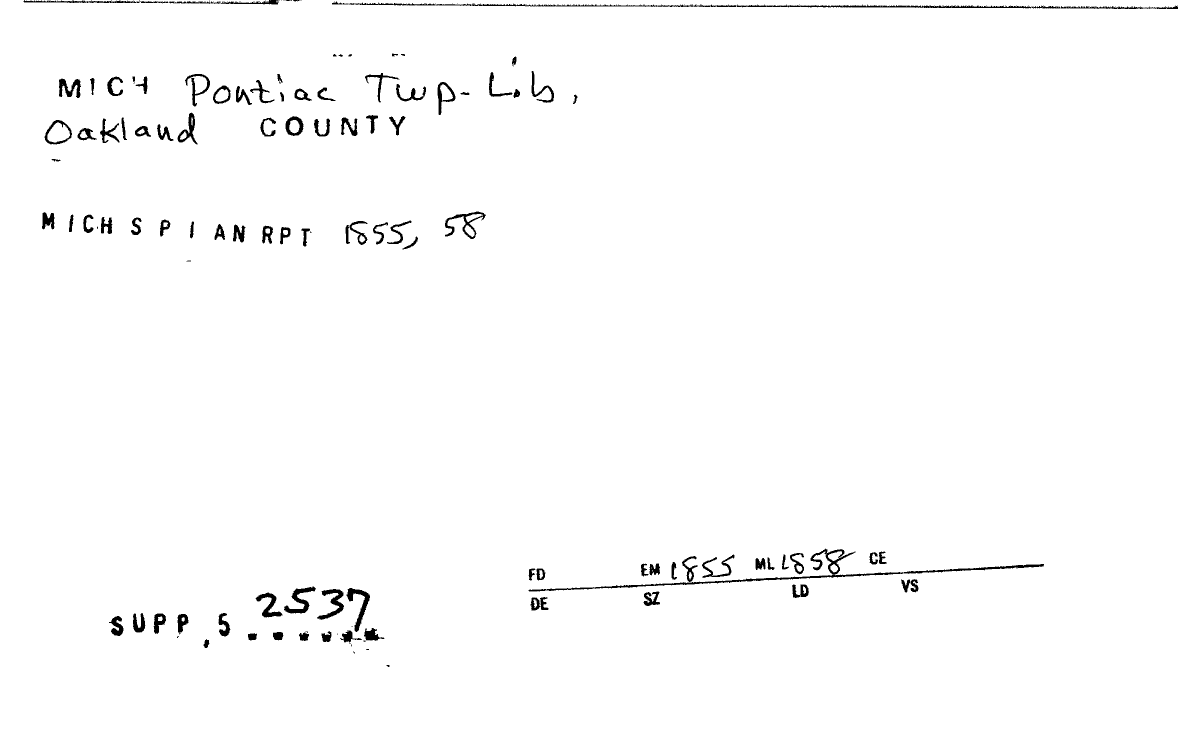 MICH Pontiac Twp. Lib,
Oakland COUNTY
MICH S P I AN RPT 1855, 58
FD EM 1855 ML 1858 CE
DE SZ LD VS
SUPP, 5 2537